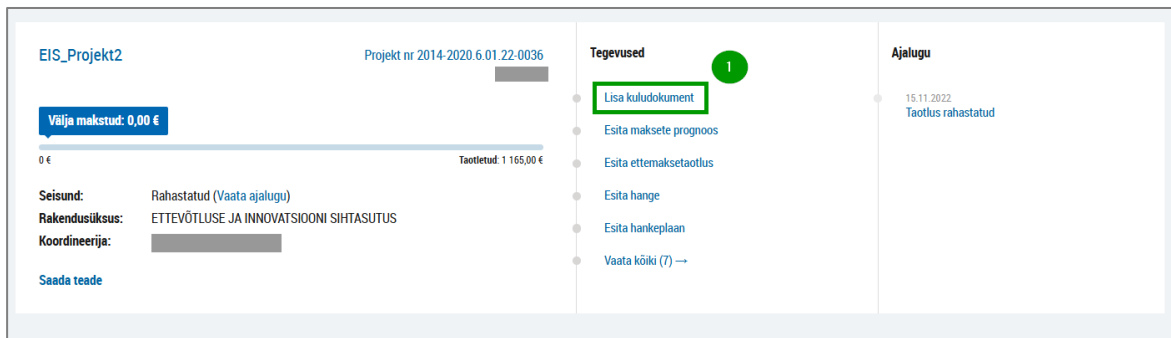 EIS_Projekt2
Projekt nr 2014-2020.6.01.22-0036
Välja makstud: 0,00 €
0 €
Taotletud: 1 165,00 €
Seisund: Rahastatud (Vaata ajalugu)
Rakendusüksus: ETTEVÕTLUSE JA INNOVATSIOONI SIHTASUTUS
Koordineerija:
Saada teade
Tegevused
1
Lisa kuludokument
Esita maksete prognoos
Esita ettemaksetaotlus
Esita hange
Esita hankeplaan
Vaata kõiki (7) →
Ajalugu
15.11.2022
Taotlus rahastatud